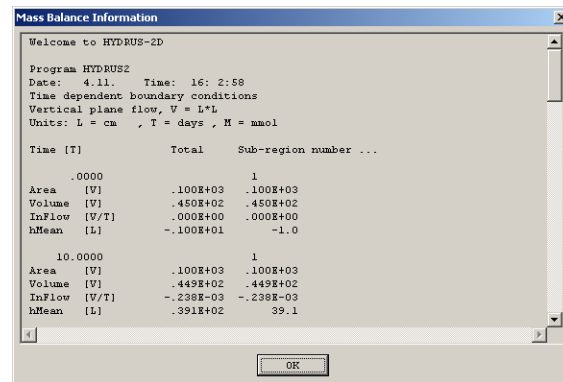 Mass Balance Information
Welcome to HYDRUS-2D
Program HYDRUS2
Date: 4.11. Time: 16: 2:58
Time dependent boundary conditions
Vertical plane flow, V = L*L
Units: L = cm , T = days , M = mmol
Time [T] Total Sub-region number ...
.0000 1
Area [V] .100E+03 .100E+03
Volume [V] .450E+02 .450E+02
InFlow [V/T] .000E+00 .000E+00
hMean [L] -.100E+01 -1.0
10.0000 1
Area [V] .100E+03 .100E+03
Volume [V] .449E+02 .449E+02
InFlow [V/T] -.238E-03 -.238E-03
hMean [L] .391E+02 39.1
OK